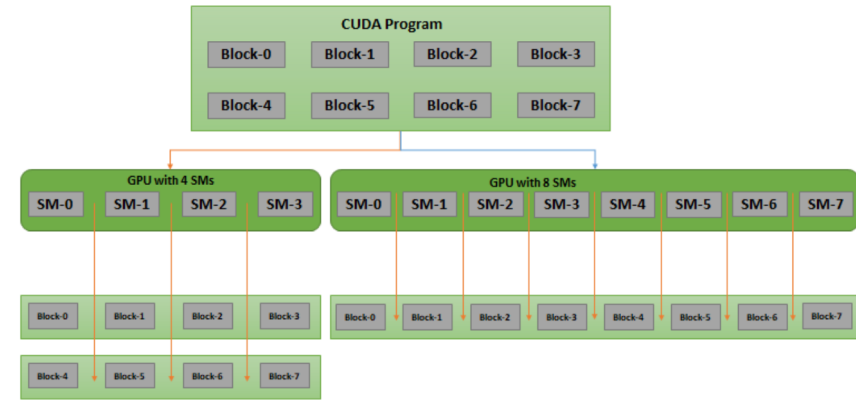 CUDA Program
Block-0 Block-1 Block-2 Block-3
Block-4 Block-5 Block-6 Block-7
GPU with 4 SMs
SM-0 SM-1 SM-2 SM-3
GPU with 8 SMs
SM-0 SM-1 SM-2 SM-3 SM-4 SM-5 SM-6 SM-7
Block-0 Block-1 Block-2 Block-3
Block-4 Block-5 Block-6 Block-7
Block-0 Block-1 Block-2 Block-3 Block-4 Block-5 Block-6 Block-7